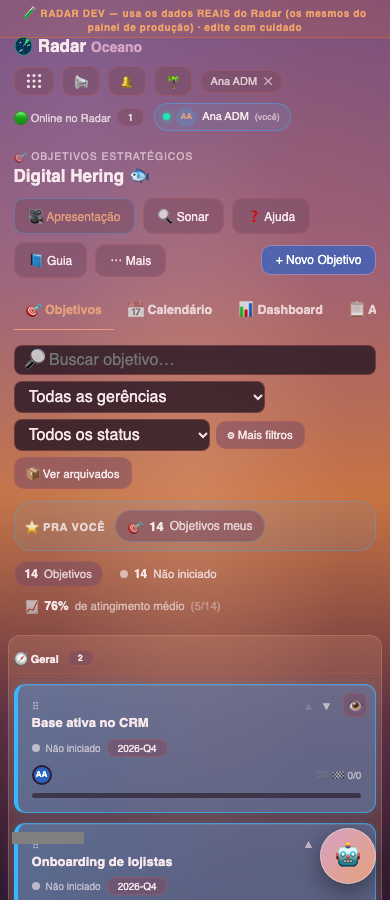 RADAR DEV — usa os dados REAIS do Radar (os mesmos do
painel de produção) · edite com cuidado
Radar Oceano
Ana ADM ✕
Online no Radar 1
AA Ana ADM (você)
OBJETIVOS ESTRATÉGICOS
Digital Hering
Apresentação
Sonar
Ajuda
Guia
··· Mais
+ Novo Objetivo
Objetivos
Calendário
Dashboard
A
Buscar objetivo…
Todas as gerências
Todos os status
Mais filtros
Ver arquivados
PRA VOCÊ
14 Objetivos meus
14 Objetivos
14 Não iniciado
76% de atingimento médio (5/14)
Geral 2
Base ativa no CRM
Não iniciado 2026-Q4
AA
0/0
Onboarding de lojistas
Não iniciado 2026-Q4